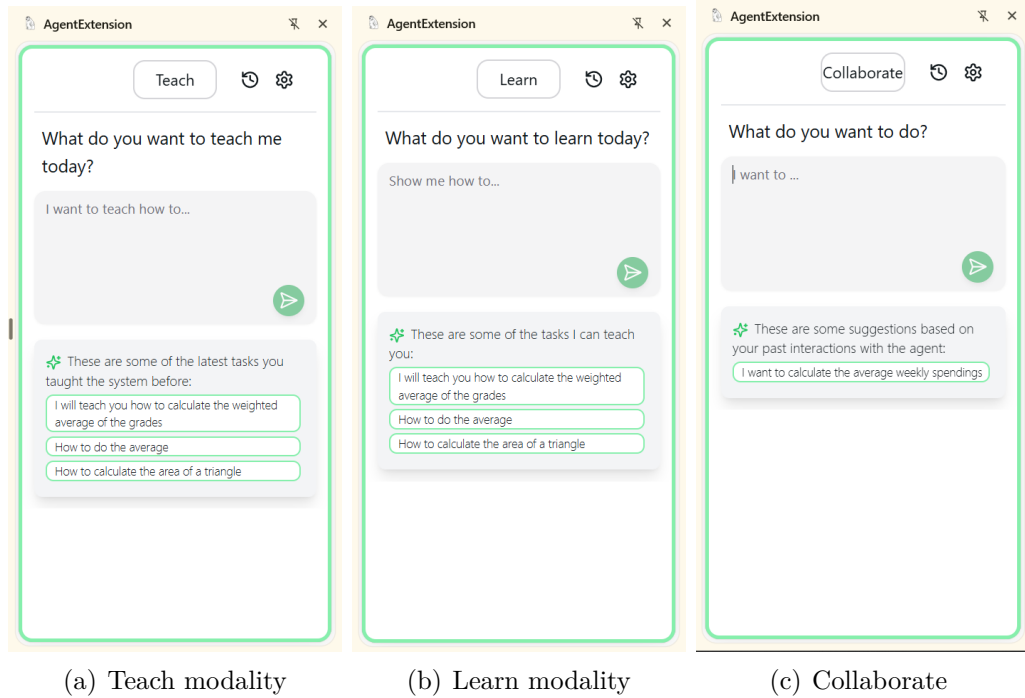 AgentExtension
Teach
What do you want to teach me
today?
I want to teach how to...
These are some of the latest tasks you
taught the system before:
I will teach you how to calculate the weighted
average of the grades
How to do the average
How to calculate the area of a triangle
(a) Teach modality
AgentExtension
Learn
What do you want to learn today?
Show me how to...
These are some of the tasks I can teach
you:
I will teach you how to calculate the weighted
average of the grades
How to do the average
How to calculate the area of a triangle
(b) Learn modality
AgentExtension
Collaborate
What do you want to do?
I want to ...
These are some suggestions based on
your past interactions with the agent:
I want to calculate the average weekly spendings
(c) Collaborate